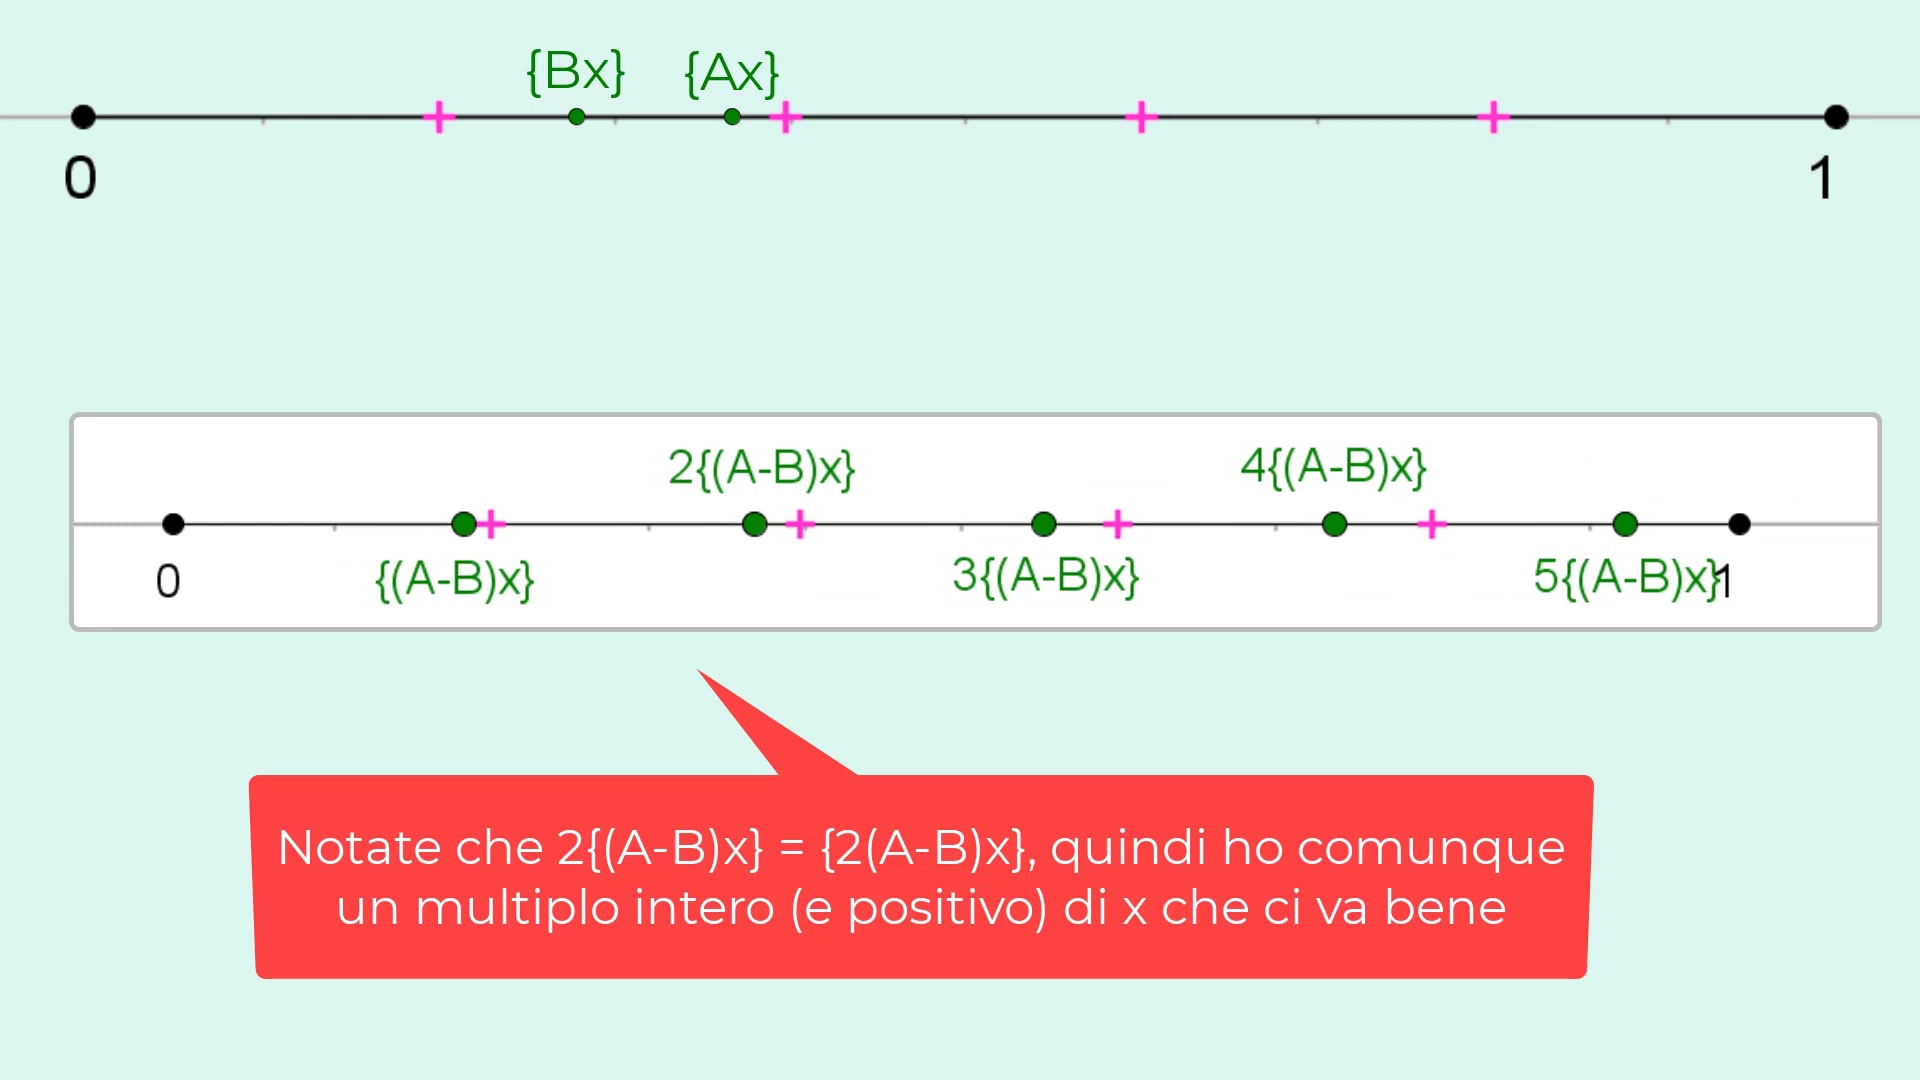 {Bx} {Ax}
0 1
2{(A-B)x} 4{(A-B)x}
0 {(A-B)x} 3{(A-B)x} 5{(A-B)x} 1
Notate che 2{(A-B)x} = {2(A-B)x}, quindi ho comunque
un multiplo intero (e positivo) di x che ci va bene